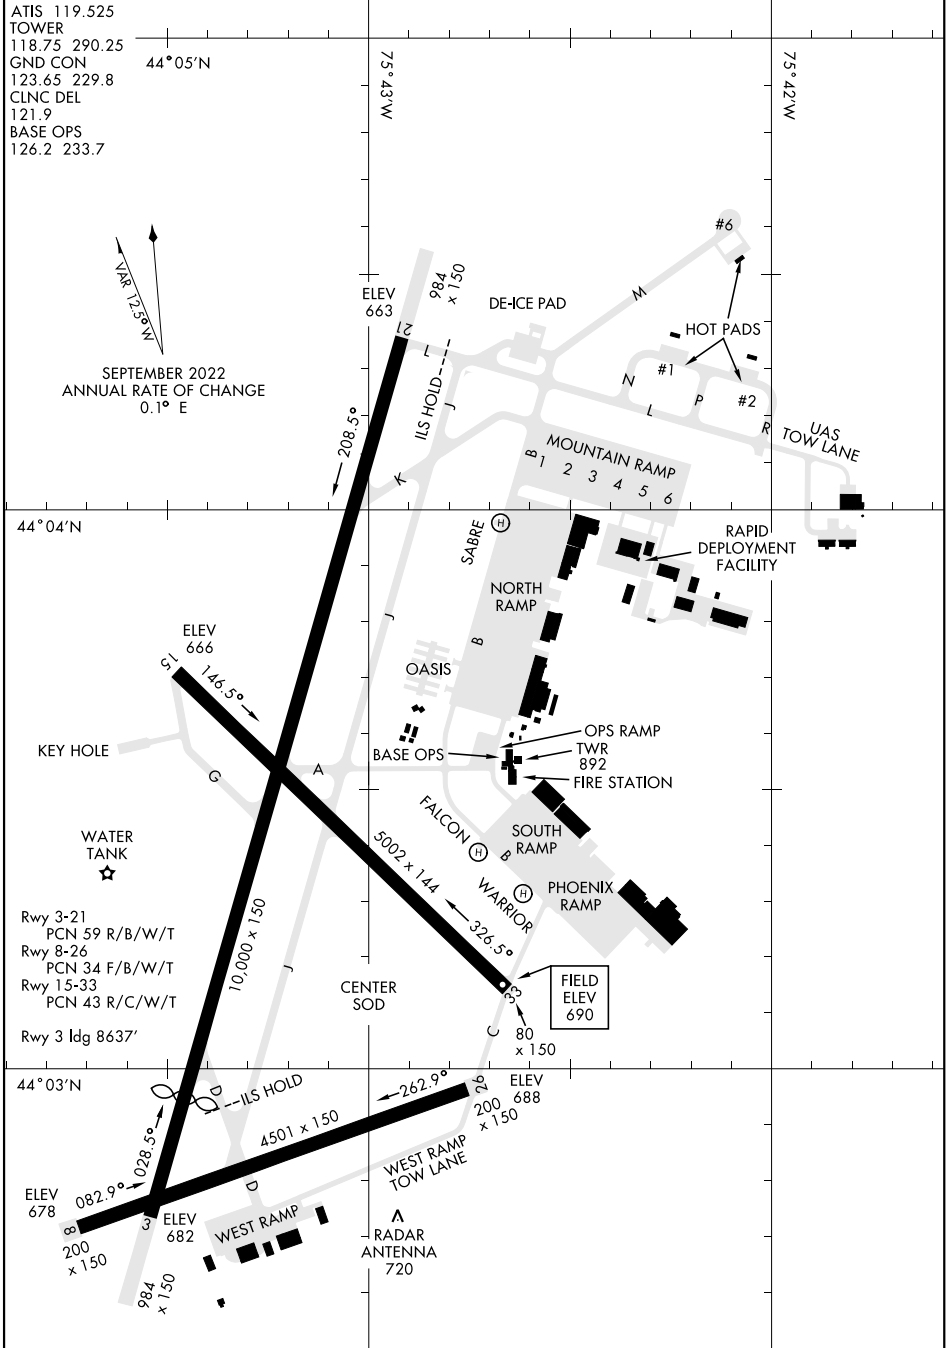 ATIS 119.525
TOWER
118.75 290.25
GND CON
123.65 229.8
CLNC DEL
121.9
BASE OPS
126.2 233.7
44°05'N
75°43'W
75°42'W
VAR 12.5° W
SEPTEMBER 2022
ANNUAL RATE OF CHANGE
0.1° E
#6
M
984
x 150
ELEV
663
21
DE-ICE PAD
HOT PADS
L
#1
#2
N
P
L
R
UAS
TOW LANE
ILS HOLD
J
208.5°
K
MOUNTAIN RAMP
B
1 2 3 4 5 6
44°04'N
SABRE
H
RAPID
DEPLOYMENT
FACILITY
NORTH
RAMP
J
B
ELEV
666
15
146.5°
OASIS
KEY HOLE
G
A
BASE OPS
OPS RAMP
TWR
892
FIRE STATION
FALCON
H
B
SOUTH
RAMP
WATER
TANK
5002 x 144
WARRIOR
H
PHOENIX
RAMP
326.5°
Rwy 3-21
PCN 59 R/B/W/T
Rwy 8-26
PCN 34 F/B/W/T
Rwy 15-33
PCN 43 R/C/W/T
Rwy 3 ldg 8637'
10,000 x 150
J
CENTER
SOD
33
FIELD
ELEV
690
C
80
x 150
44°03'N
D
ILS HOLD
262.9°
26
ELEV
688
200
x 150
4501 x 150
028.5°
WEST RAMP
TOW LANE
082.9°
D
ELEV
678
8
200
x 150
3
ELEV
682
WEST RAMP
RADAR
ANTENNA
720
984
x 150